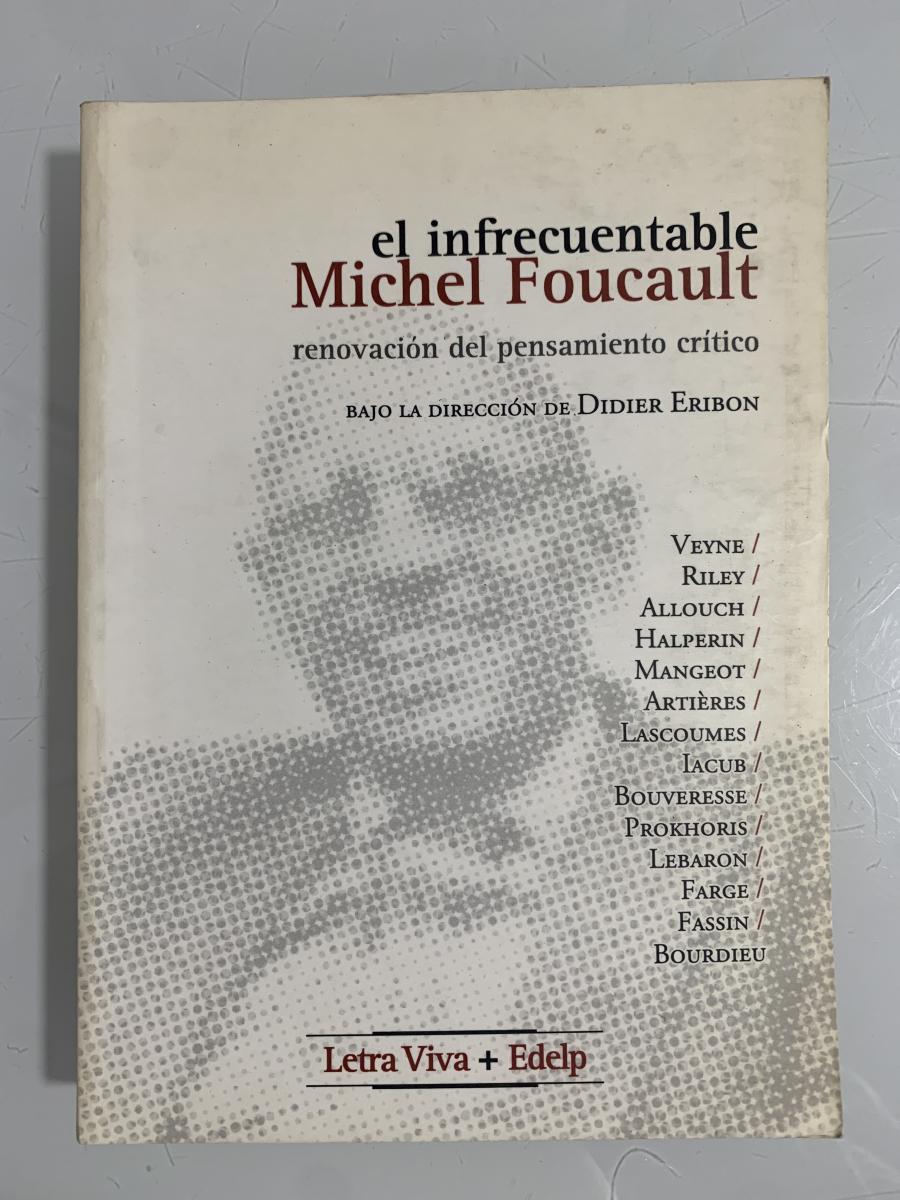 el infrecuentable
Michel Foucault
renovación del pensamiento crítico
BAJO LA DIRECCIÓN DE DIDIER ERIBON
VEYNE /
RILEY /
ALLOUCH /
HALPERIN /
MANGEOT /
ARTIÈRES /
LASCOUMES /
IACUB /
BOUVERESSE /
PROKHORIS /
LEBARON /
FARGE /
FASSIN /
BOURDIEU
Letra Viva + Edelp